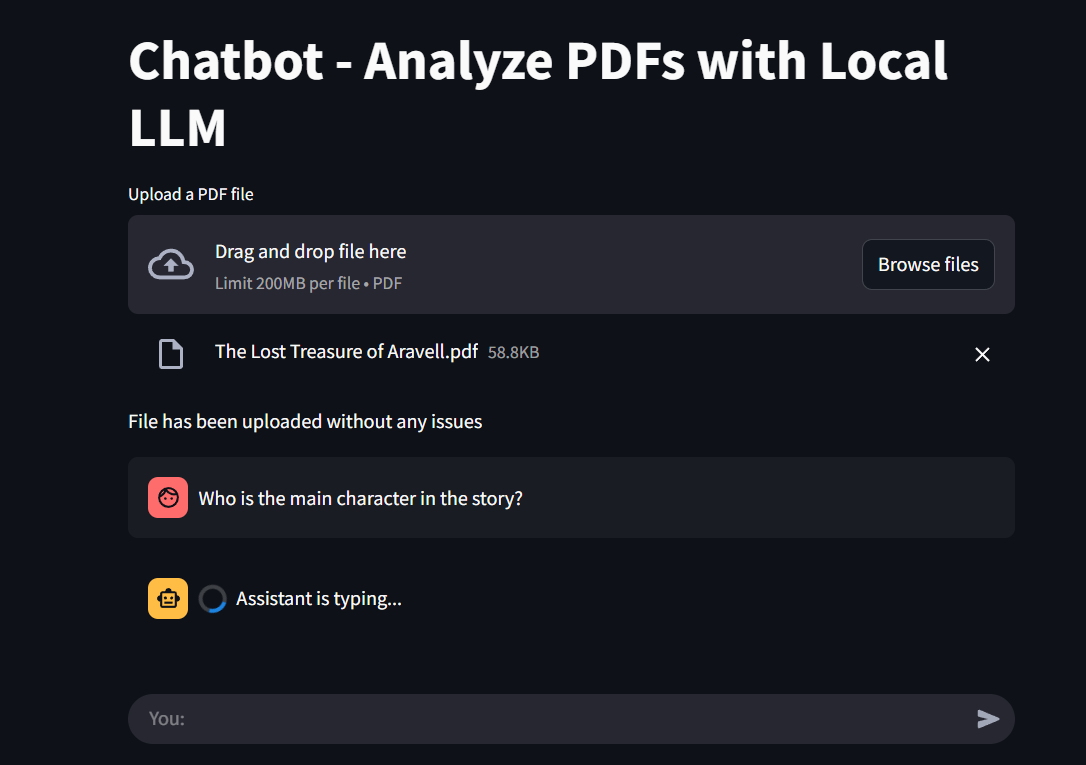 Chatbot - Analyze PDFs with Local
LLM
Upload a PDF file
Drag and drop file here
Limit 200MB per file • PDF
Browse files
The Lost Treasure of Aravell.pdf 58.8KB
File has been uploaded without any issues
Who is the main character in the story?
Assistant is typing...
You: